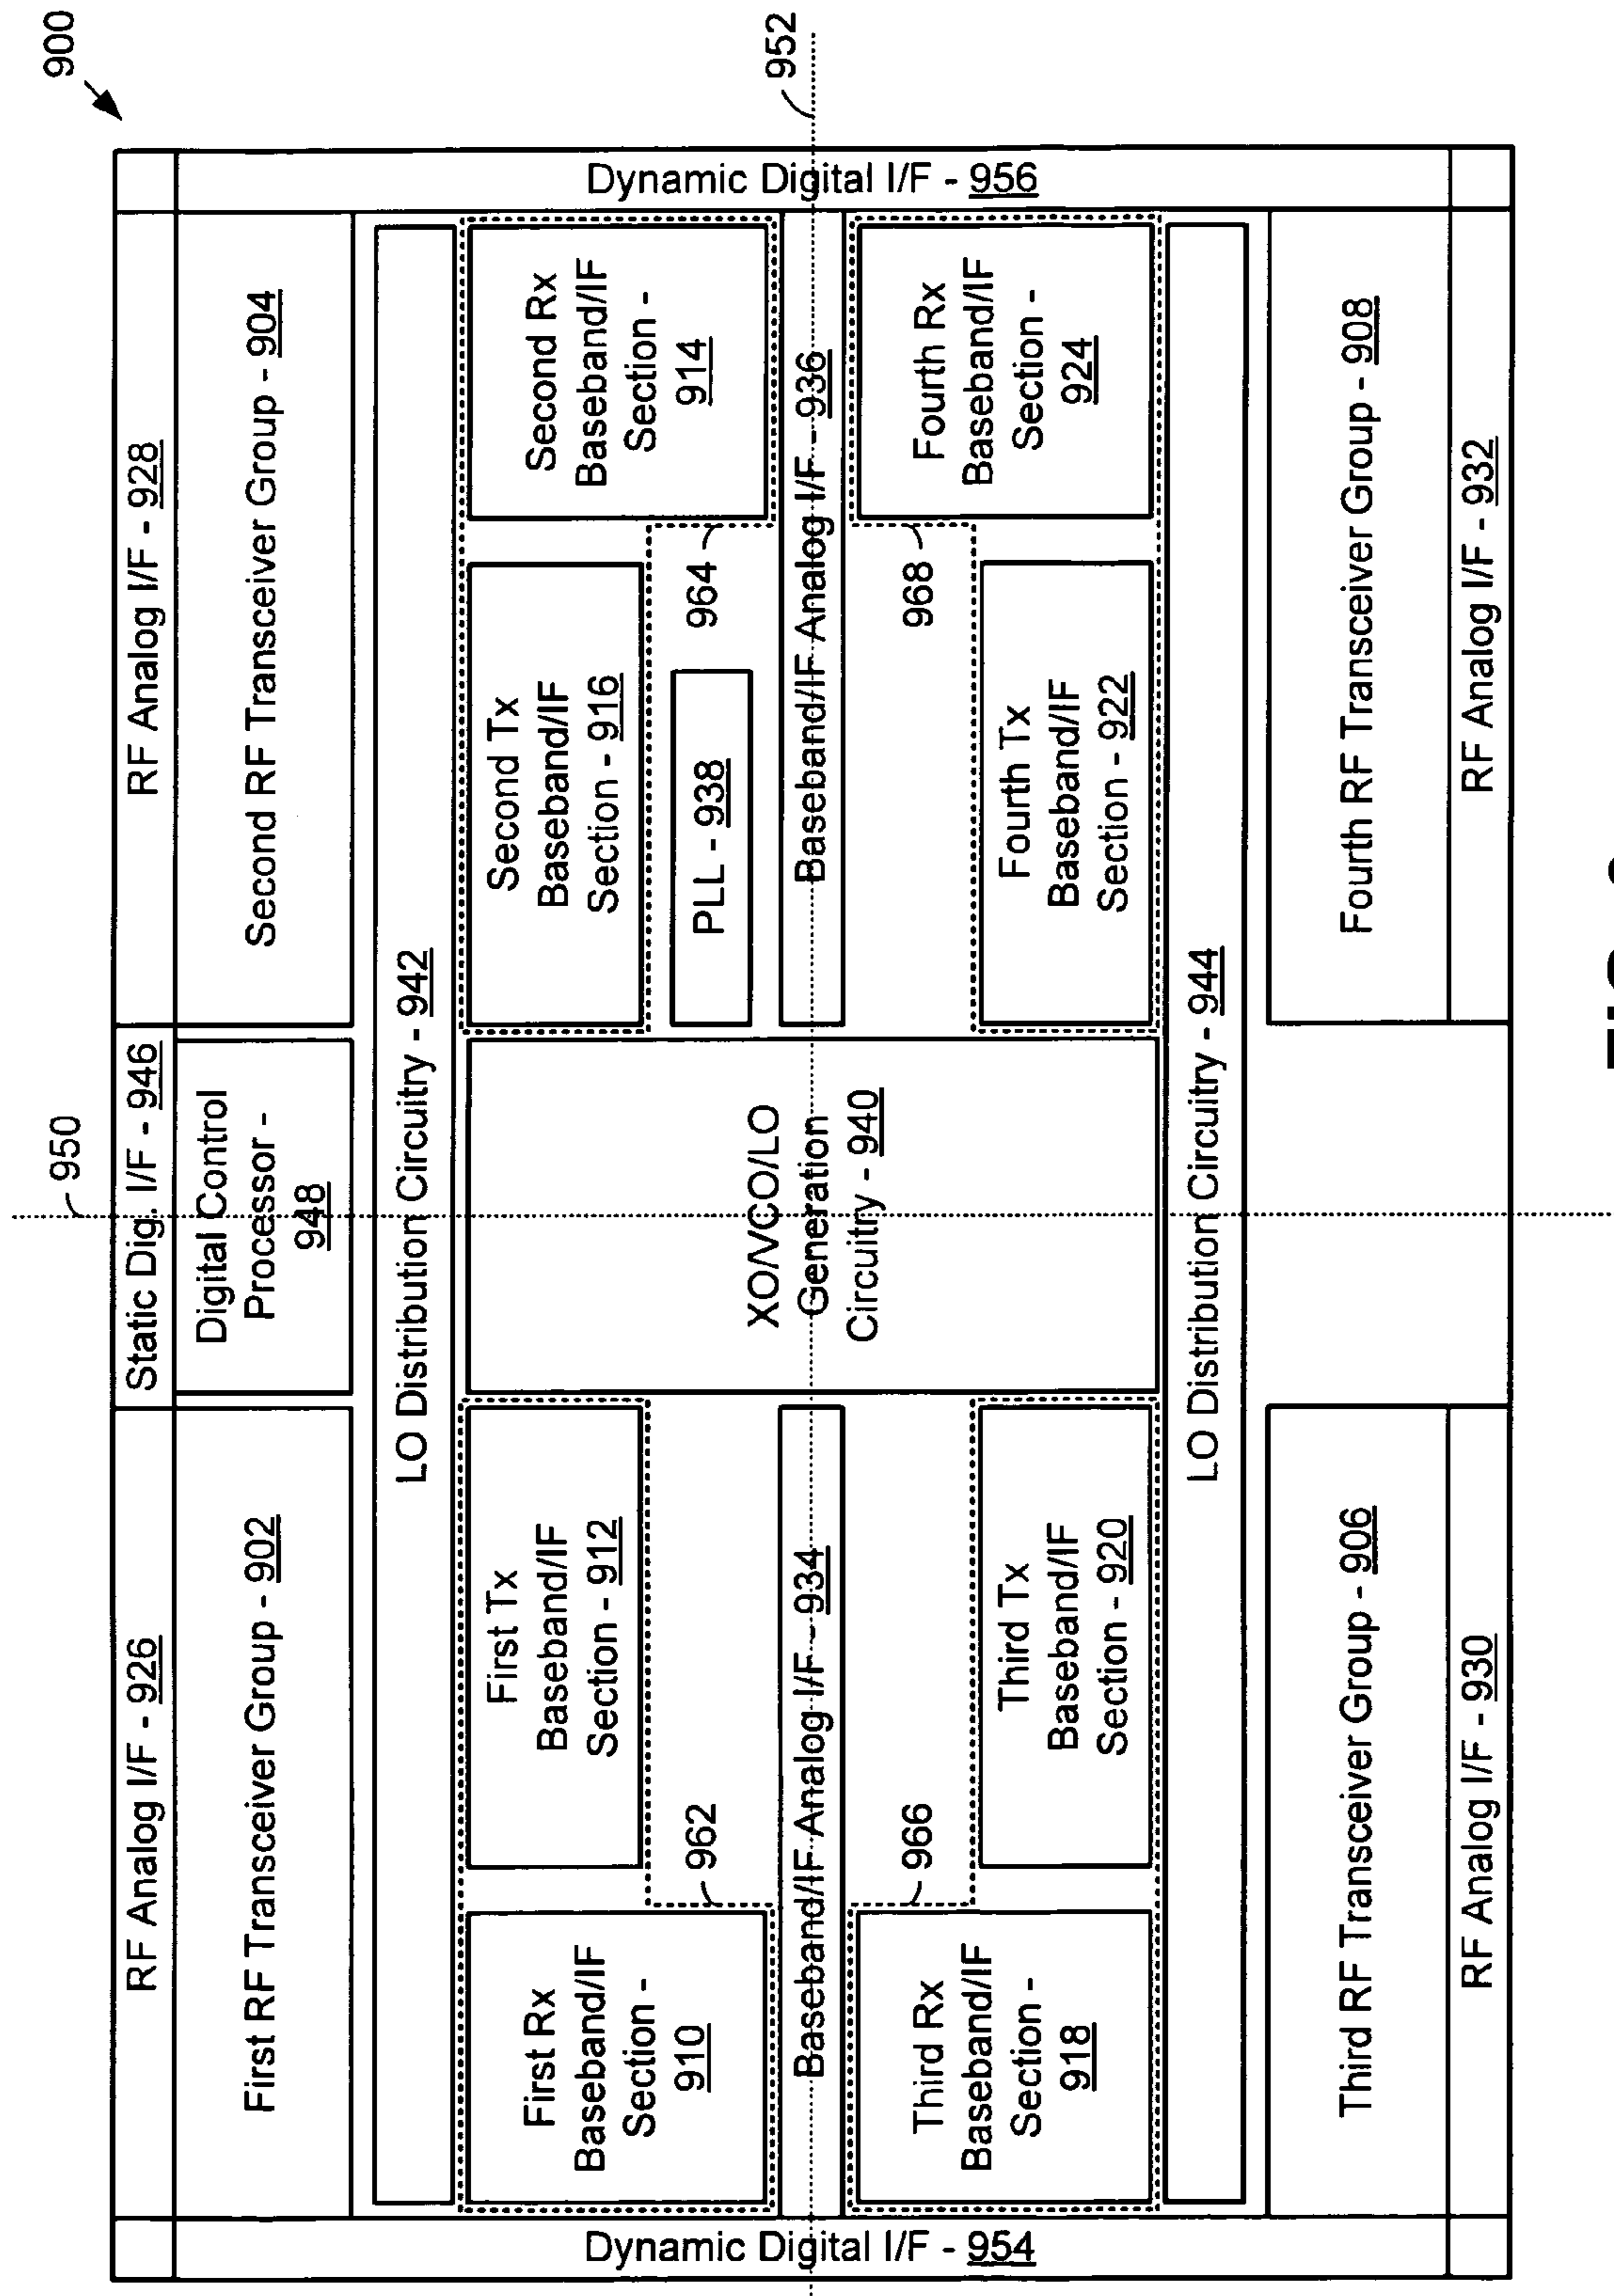 900
950
952
RF Analog I/F - 926
Static Dig. I/F - 946
RF Analog I/F - 928
First RF Transceiver Group - 902
Digital Control
Processor -
948
Second RF Transceiver Group - 904
LO Distribution Circuitry - 942
First Rx
Baseband/IF
Section -
910
First Tx
Baseband/IF
Section - 912
962
Second Tx
Baseband/IF
Section - 916
Second Rx
Baseband/IF
Section -
914
964
PLL - 938
Dynamic Digital I/F - 954
Baseband/IF Analog I/F - 934
XO/VCO/LO
Generation
Circuitry - 940
Baseband/IF Analog I/F - 936
Dynamic Digital I/F - 956
Third Rx
Baseband/IF
Section -
918
966
Third Tx
Baseband/IF
Section - 920
968
Fourth Tx
Baseband/IF
Section - 922
Fourth Rx
Baseband/IF
Section -
924
LO Distribution Circuitry - 944
Third RF Transceiver Group - 906
Fourth RF Transceiver Group - 908
RF Analog I/F - 930
RF Analog I/F - 932